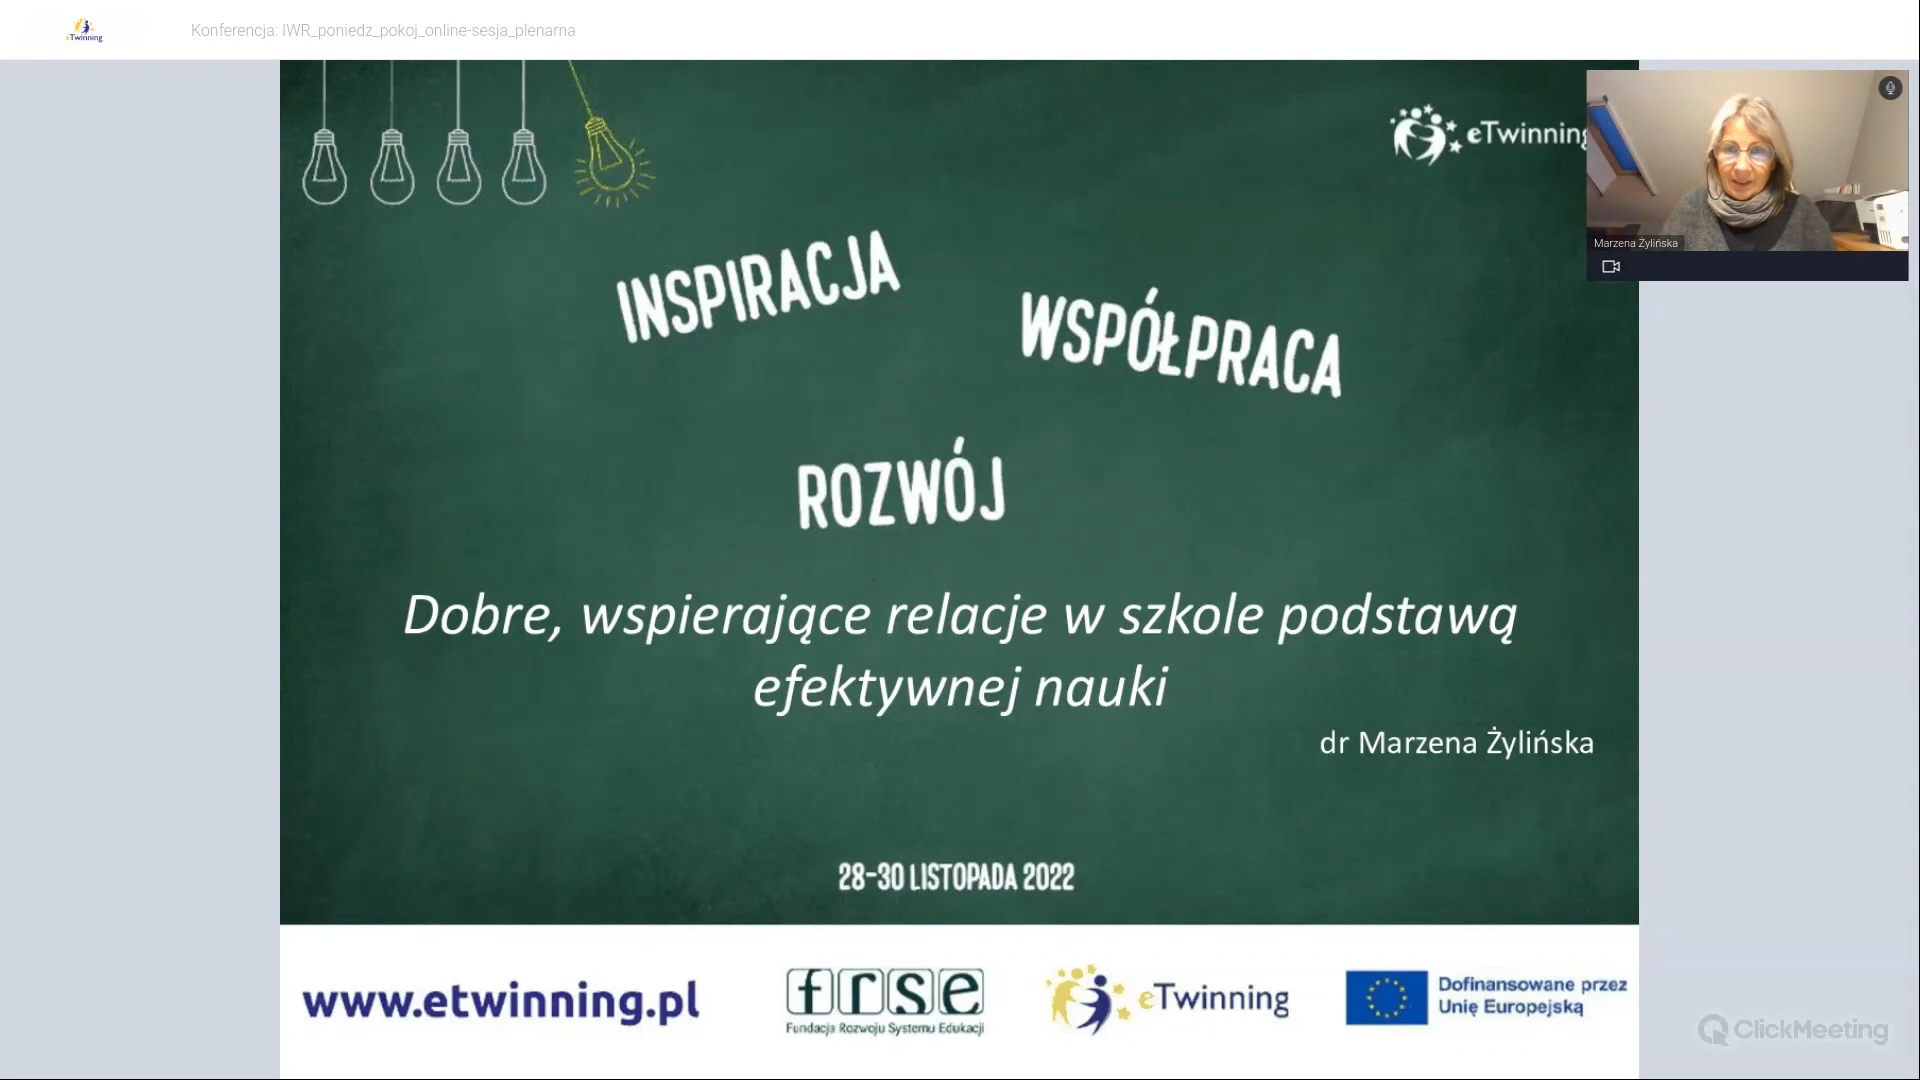 eTwinning
Konferencja: IWR_poniedz_pokoj_online-sesja_plenarna
eTwinning
Marzena Żylińska
INSPIRACJA
WSPÓŁPRACA
ROZWÓJ
Dobre, wspierające relacje w szkole podstawą
efektywnej nauki
dr Marzena Żylińska
28-30 LISTOPADA 2022
www.etwinning.pl
frse
Fundacja Rozwoju Systemu Edukacji
eTwinning
Dofinansowane przez
Unię Europejską
ClickMeeting